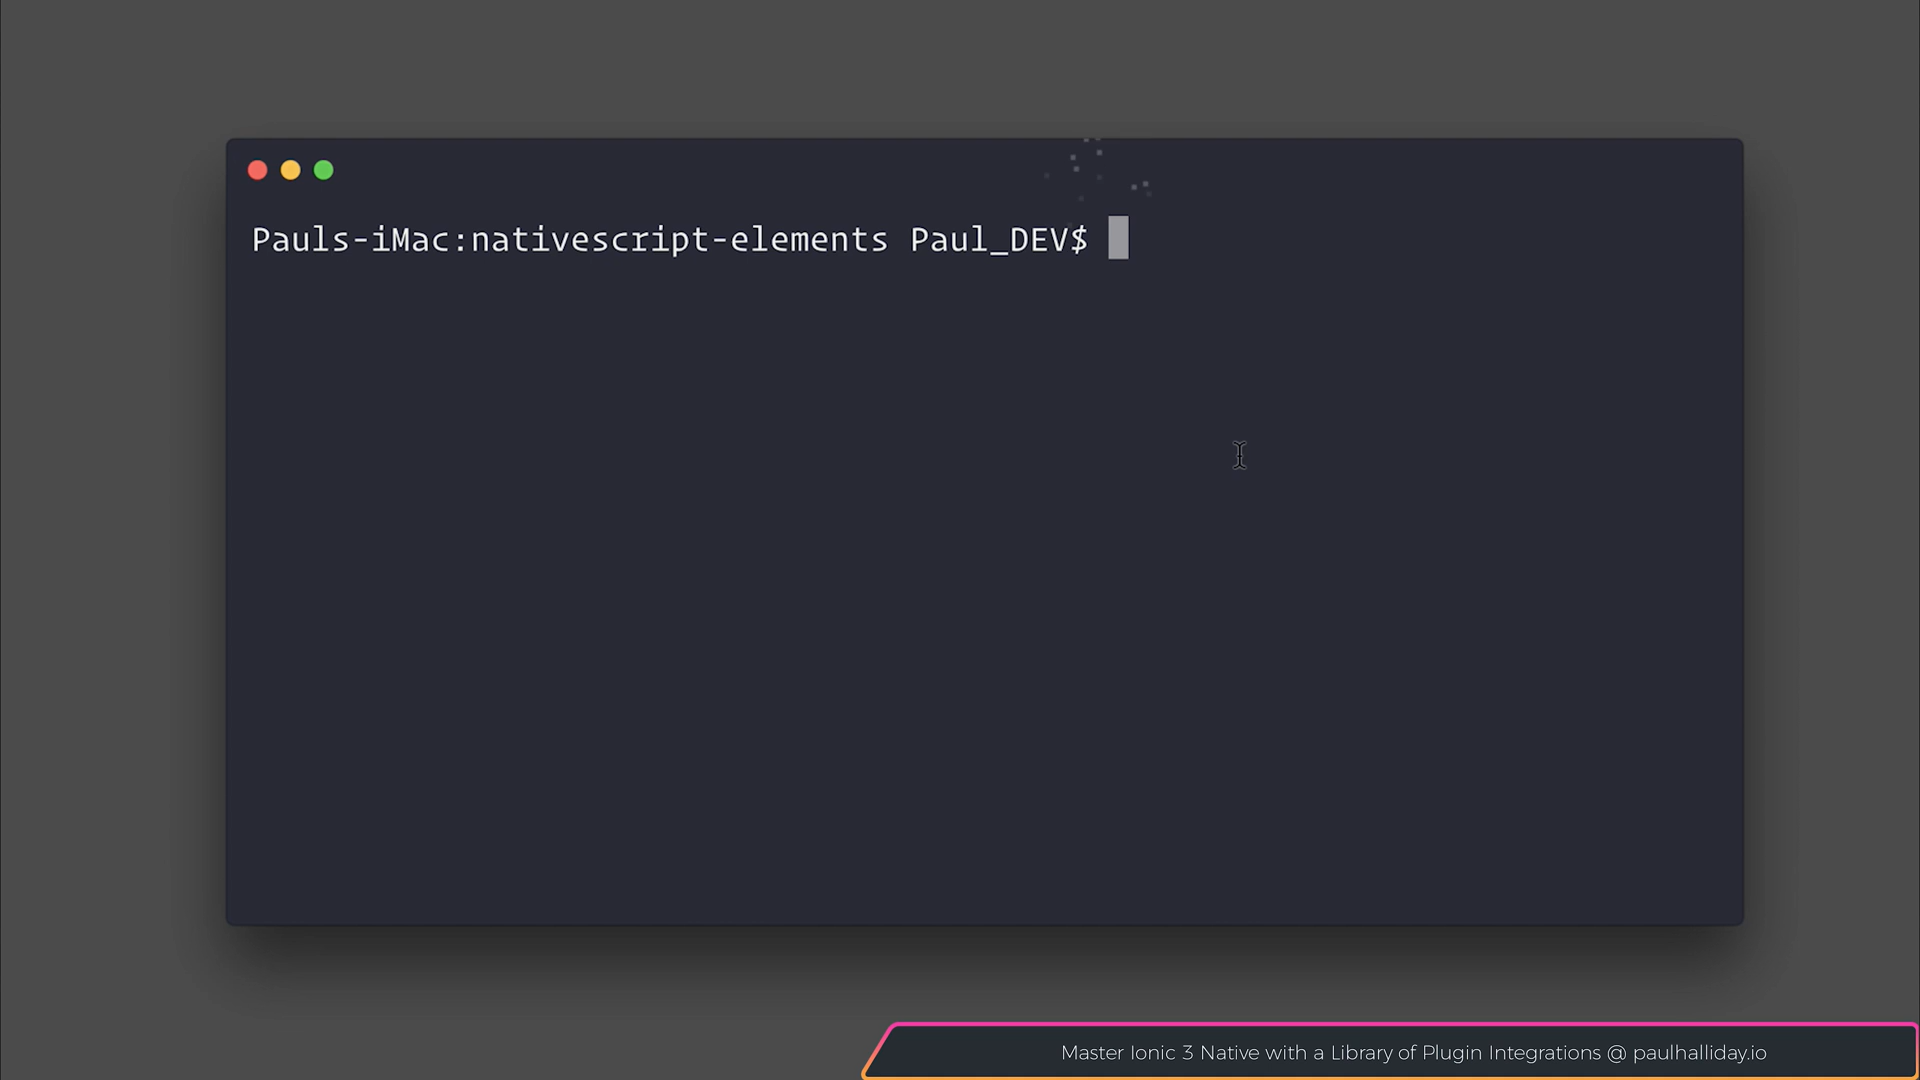 Pauls-iMac:nativescript-elements Paul_DEV$
Master Ionic 3 Native with a Library of Plugin Integrations @ paulhalliday.io